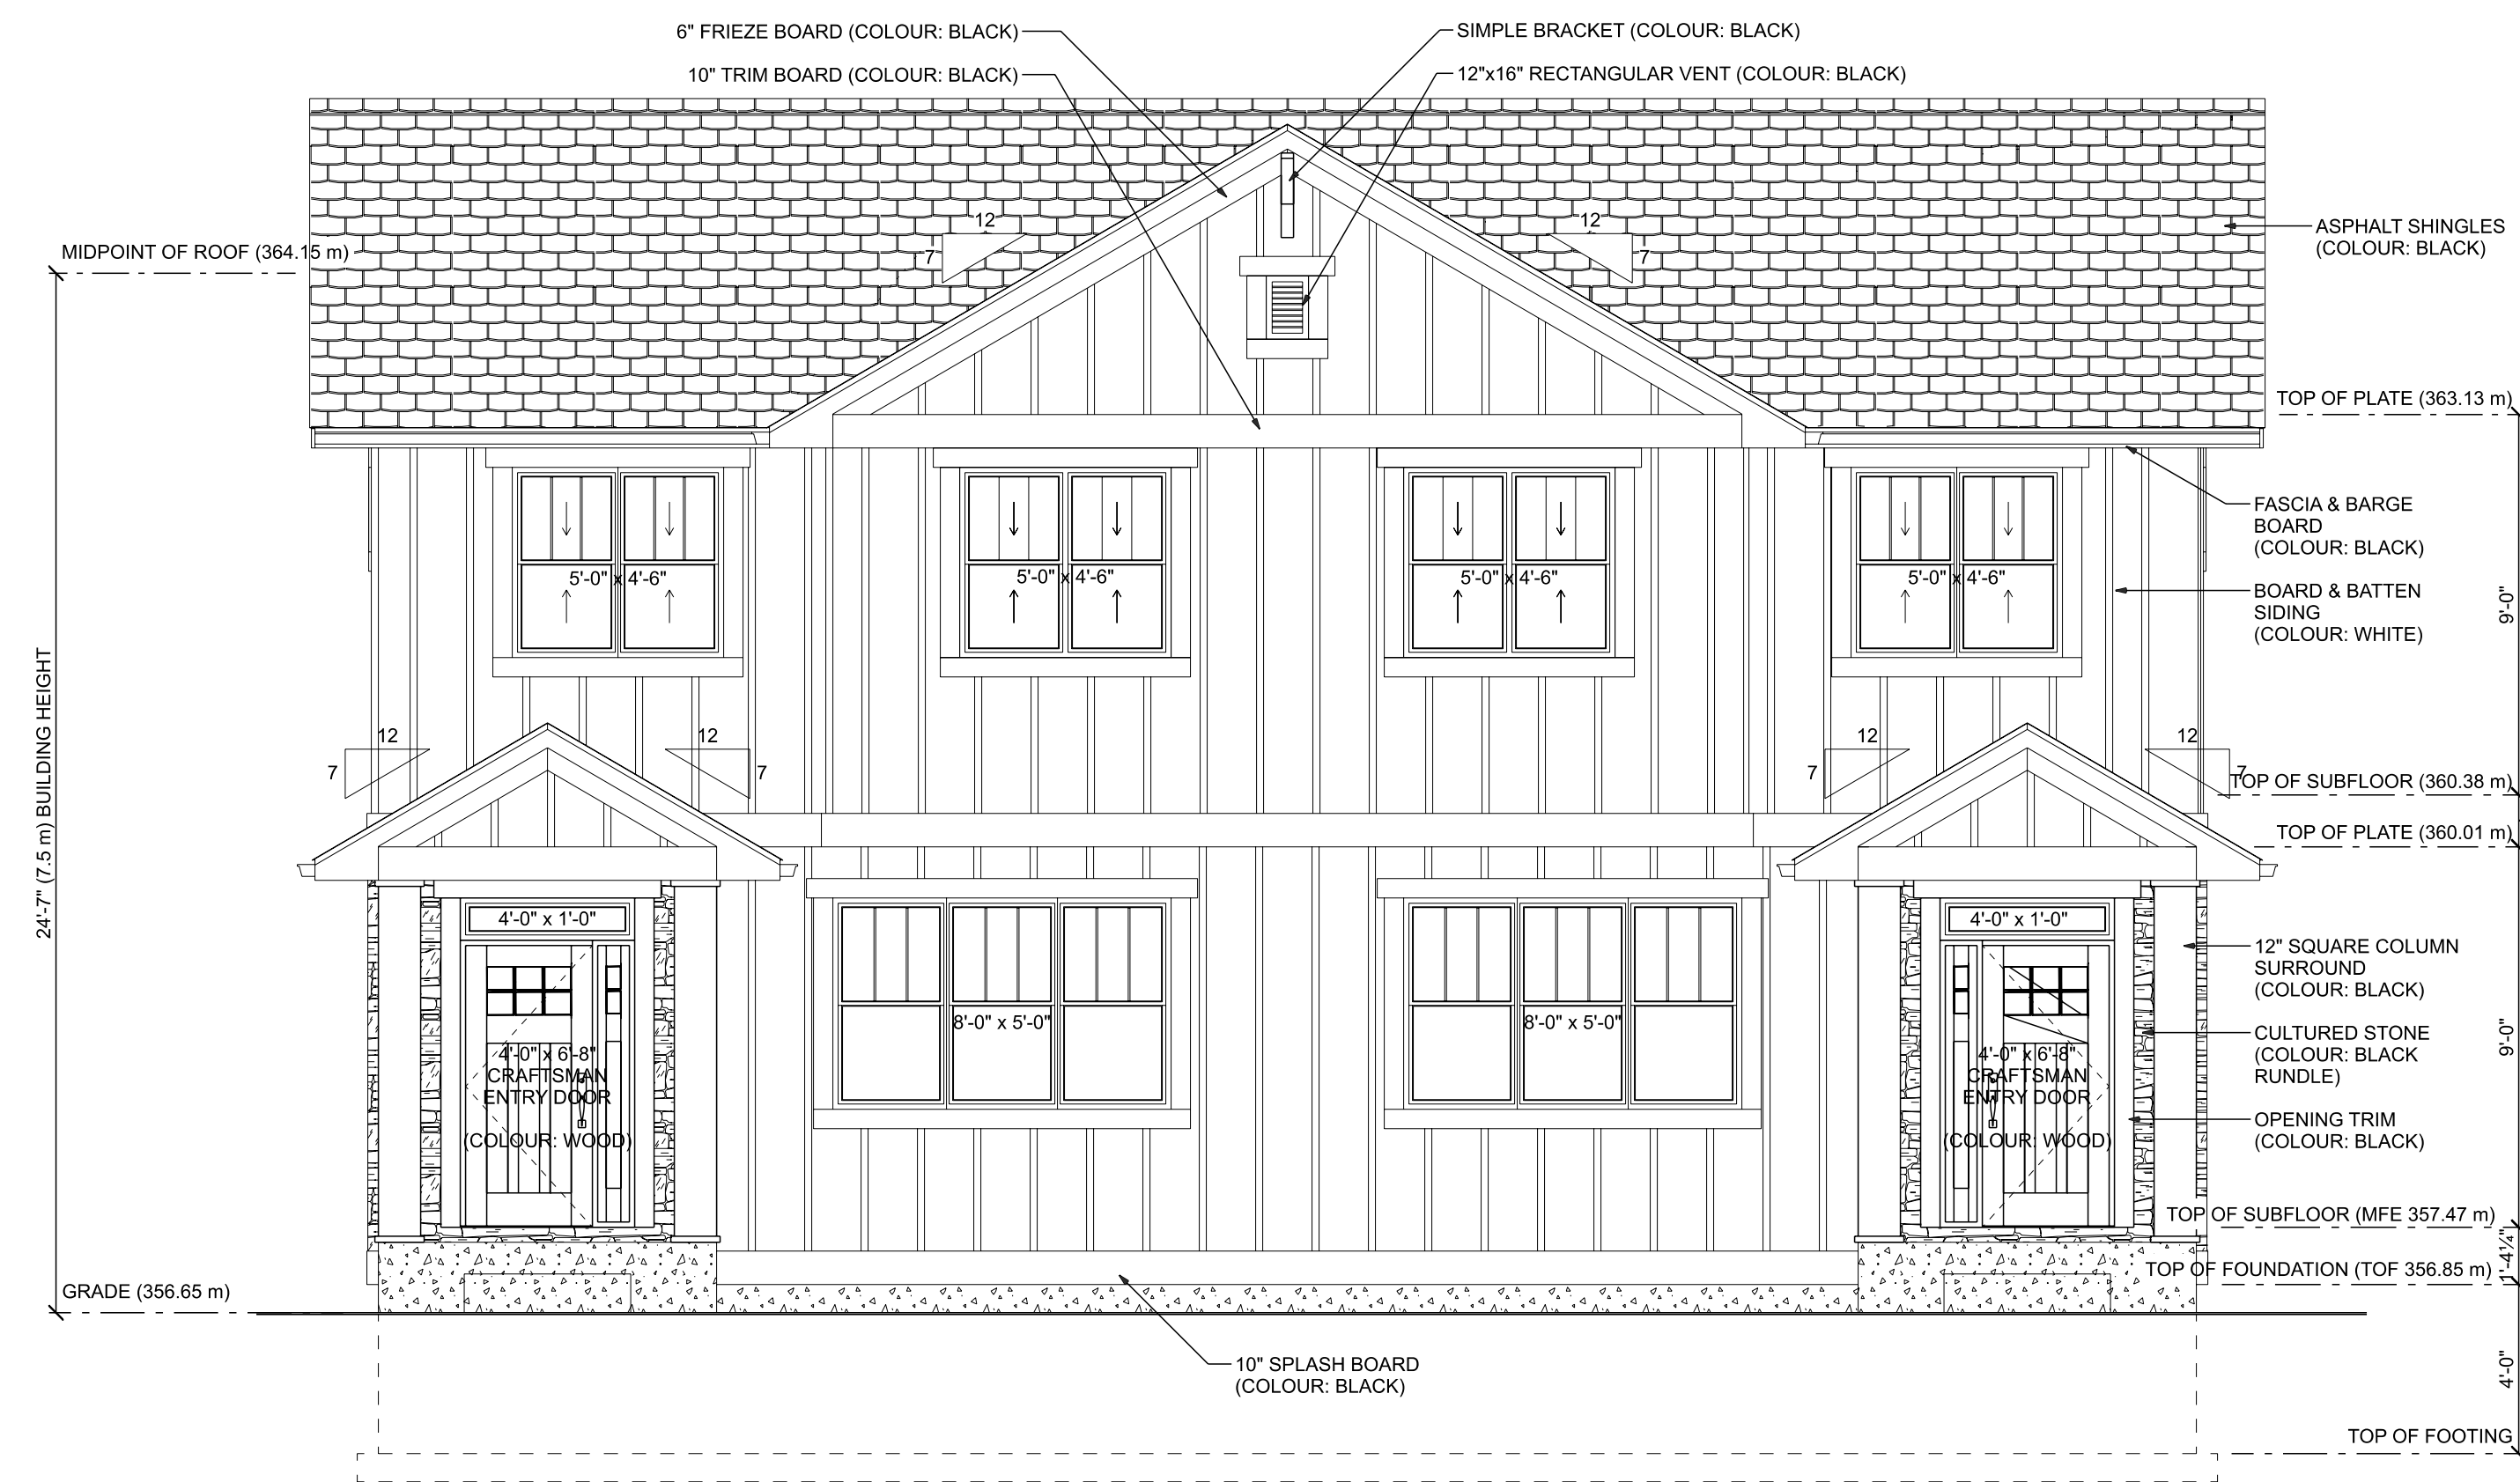 6" FRIEZE BOARD (COLOUR: BLACK)
SIMPLE BRACKET (COLOUR: BLACK)
10" TRIM BOARD (COLOUR: BLACK)
12"x16" RECTANGULAR VENT (COLOUR: BLACK)
12
12
7
7
MIDPOINT OF ROOF (364.15 m)
ASPHALT SHINGLES
(COLOUR: BLACK)
TOP OF PLATE (363.13 m)
FASCIA & BARGE
BOARD
(COLOUR: BLACK)
5'-0" x 4'-6"
5'-0" x 4'-6"
5'-0" x 4'-6"
5'-0" x 4'-6"
BOARD & BATTEN
SIDING
(COLOUR: WHITE)
9'-0"
24'-7" (7.5 m) BUILDING HEIGHT
12
12
12
12
7
7
7
7
TOP OF SUBFLOOR (360.38 m)
TOP OF PLATE (360.01 m)
4'-0" x 1'-0"
4'-0" x 1'-0"
12" SQUARE COLUMN
SURROUND
(COLOUR: BLACK)
8'-0" x 5'-0"
8'-0" x 5'-0"
CULTURED STONE
(COLOUR: BLACK
RUNDLE)
9'-0"
4'-0" x 6'-8"
CRAFTSMAN
ENTRY DOOR
(COLOUR: WOOD)
4'-0" x 6'-8"
CRAFTSMAN
ENTRY DOOR
(COLOUR: WOOD)
OPENING TRIM
(COLOUR: BLACK)
TOP OF SUBFLOOR (MFE 357.47 m)
1'-4¼"
TOP OF FOUNDATION (TOF 356.85 m)
GRADE (356.65 m)
10" SPLASH BOARD
(COLOUR: BLACK)
4'-0"
TOP OF FOOTING